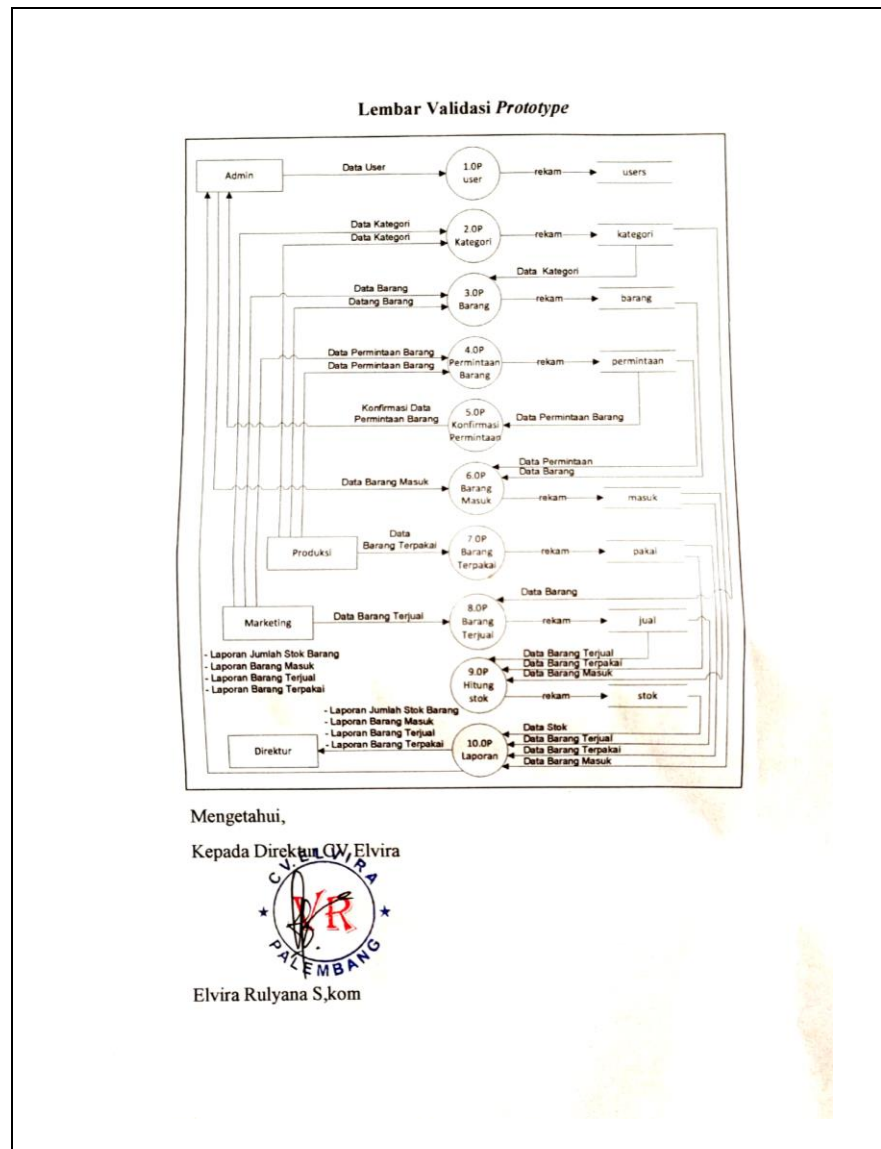 Lembar Validasi Prototype
Admin
Data User
1.0P
user
rekam
users
Data Kategori
Data Kategori
2.0P
Kategori
rekam
kategori
Data Kategori
Data Barang
Datang Barang
3.0P
Barang
rekam
barang
Data Permintaan Barang
Data Permintaan Barang
4.0P
Permintaan
Barang
rekam
permintaan
Konfirmasi Data
Permintaan Barang
5.0P
Konfirmasi
Permintaan
Data Permintaan Barang
Data Permintaan
Data Barang
Data Barang Masuk
6.0P
Barang
Masuk
rekam
masuk
Produksi
Data
Barang Terpakai
7.0P
Barang
Terpakai
rekam
pakai
Data Barang
Marketing
Data Barang Terjual
8.0P
Barang
Terjual
rekam
jual
- Laporan Jumlah Stok Barang
- Laporan Barang Masuk
- Laporan Barang Terjual
- Laporan Barang Terpakai
Data Barang Terjual
Data Barang Terpakai
Data Barang Masuk
9.0P
Hitung
stok
rekam
stok
- Laporan Jumlah Stok Barang
- Laporan Barang Masuk
- Laporan Barang Terjual
- Laporan Barang Terpakai
Direktur
10.0P
Laporan
Data Stok
Data Barang Terjual
Data Barang Terpakai
Data Barang Masuk
Mengetahui,
Kepada Direktur CV Elvira
CV. ELVIRA
VR
PALEMBANG
Elvira Rulyana S,kom